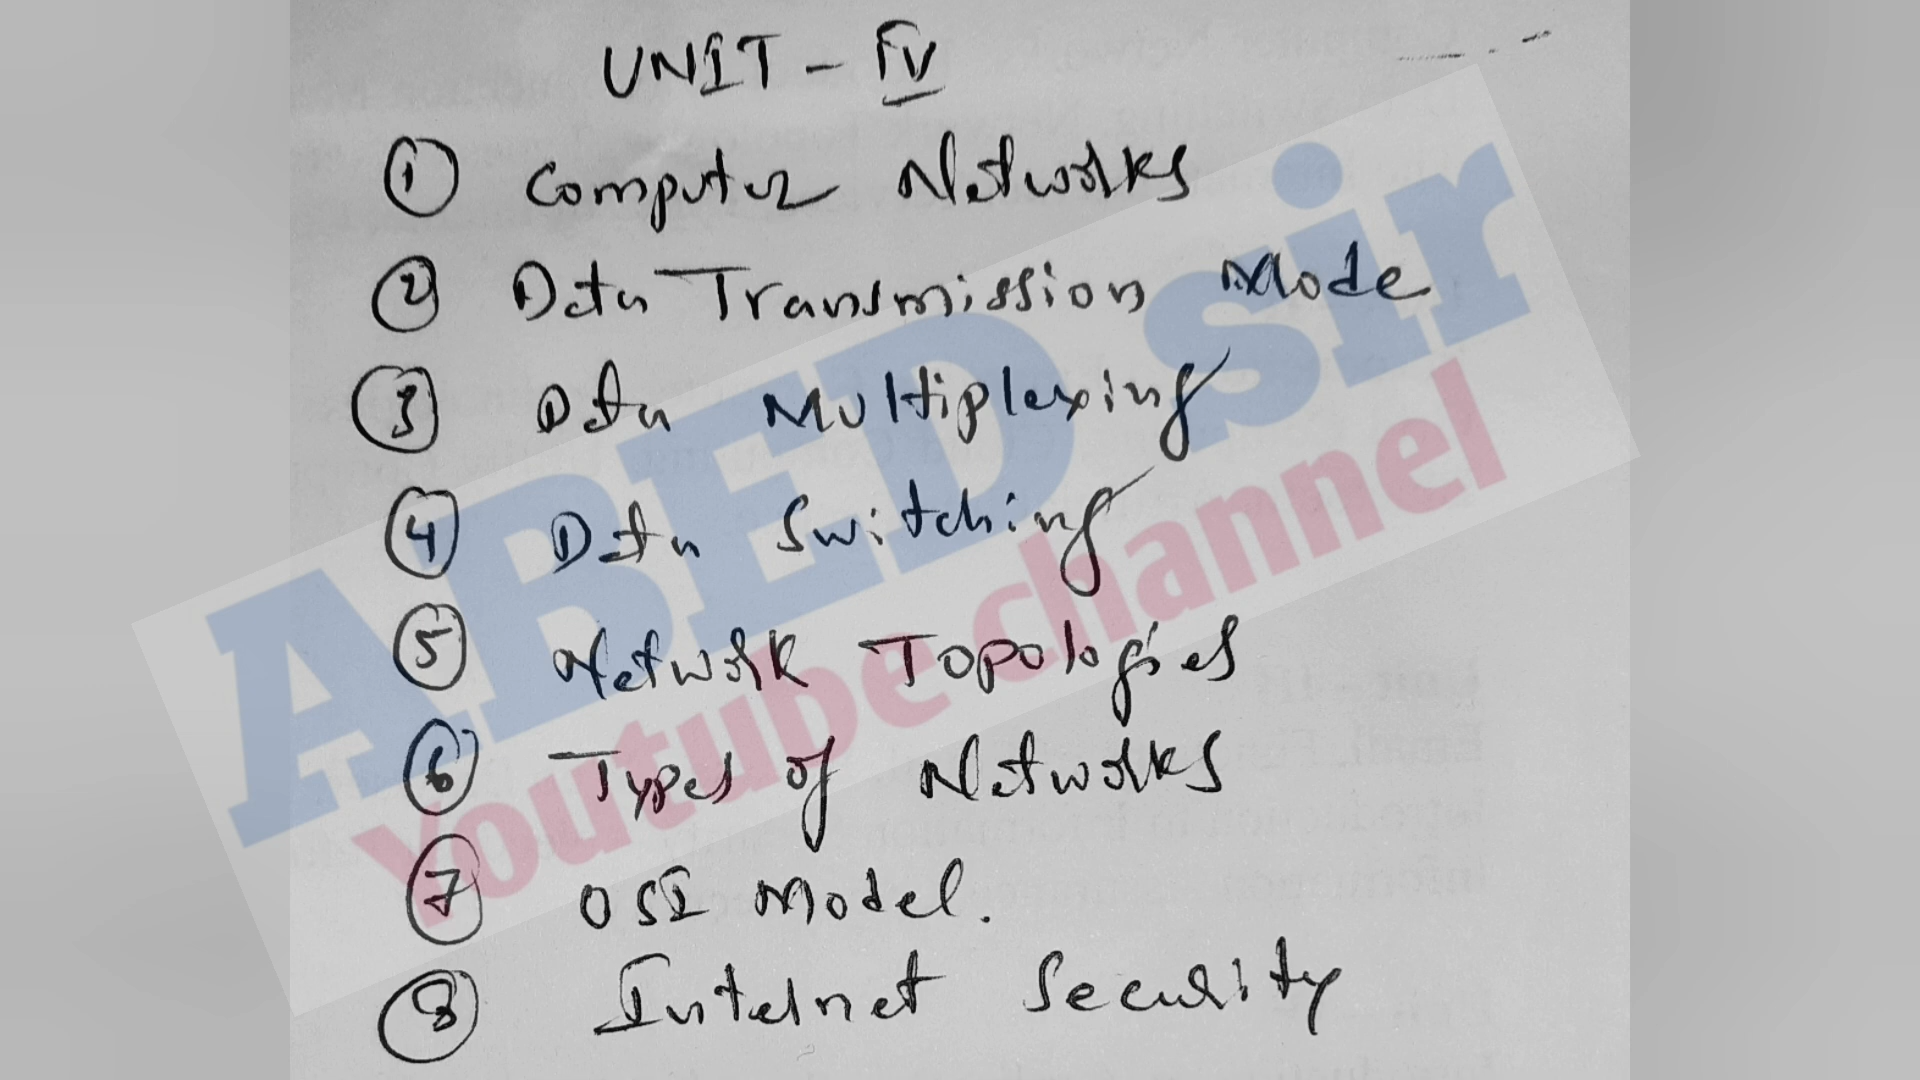 UNIT - IV
1 Computer Networks
2 Data Transmission Mode
3 Data Multiplexing
4 Data Switching
5 Network Topologies
6 Types of Networks
7 OSI Model.
8 Internet Security
ABED sir
Youtube channel